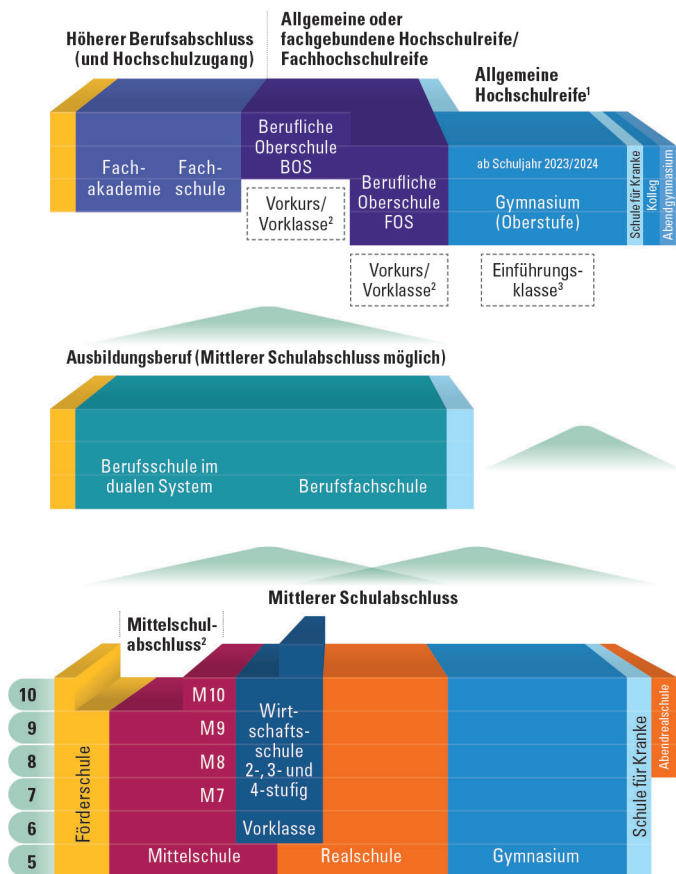 Höherer Berufsabschluss
(und Hochschulzugang)
Allgemeine oder
fachgebundene Hochschulreife/
Fachhochschulreife
Allgemeine
Hochschulreife¹
Fach-
akademie
Fach-
schule
Berufliche
Oberschule
BOS
Vorkurs/
Vorklasse²
Berufliche
Oberschule
FOS
Vorkurs/
Vorklasse²
ab Schuljahr 2023/2024
Gymnasium
(Oberstufe)
Einführungs-
klasse³
Schule für Kranke
Kolleg
Abendgymnasium
Ausbildungsberuf (Mittlerer Schulabschluss möglich)
Berufsschule im
dualen System
Berufsfachschule
Mittlerer Schulabschluss
Mittelschul-
abschluss²
10
9
8
7
6
5
Förderschule
M10
M9
M8
M7
Mittelschule
Wirt-
schafts-
schule
2-, 3- und
4-stufig
Vorklasse
Realschule
Gymnasium
Schule für Kranke
Abendrealschule